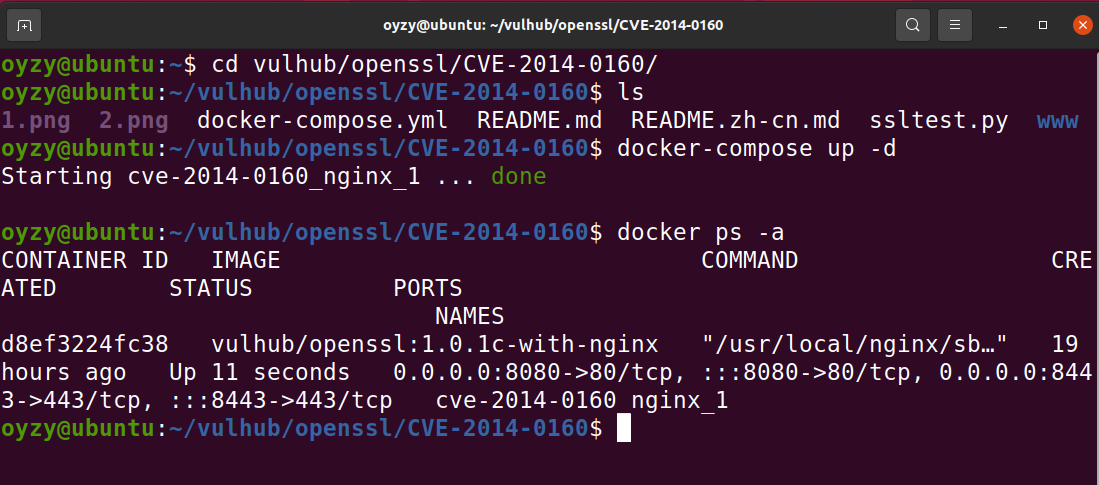 oyzy@ubuntu: ~/vulhub/openssl/CVE-2014-0160
oyzy@ubuntu:~$ cd vulhub/openssl/CVE-2014-0160/
oyzy@ubuntu:~/vulhub/openssl/CVE-2014-0160$ ls
1.png  2.png  docker-compose.yml  README.md  README.zh-cn.md  ssltest.py  www
oyzy@ubuntu:~/vulhub/openssl/CVE-2014-0160$ docker-compose up -d
Starting cve-2014-0160_nginx_1 ... done
oyzy@ubuntu:~/vulhub/openssl/CVE-2014-0160$ docker ps -a
CONTAINER ID   IMAGE                              COMMAND                  CRE
ATED        STATUS          PORTS
                               NAMES
d8ef3224fc38   vulhub/openssl:1.0.1c-with-nginx   "/usr/local/nginx/sb…"   19
hours ago   Up 11 seconds   0.0.0.0:8080->80/tcp, :::8080->80/tcp, 0.0.0.0:844
3->443/tcp, :::8443->443/tcp   cve-2014-0160_nginx_1
oyzy@ubuntu:~/vulhub/openssl/CVE-2014-0160$